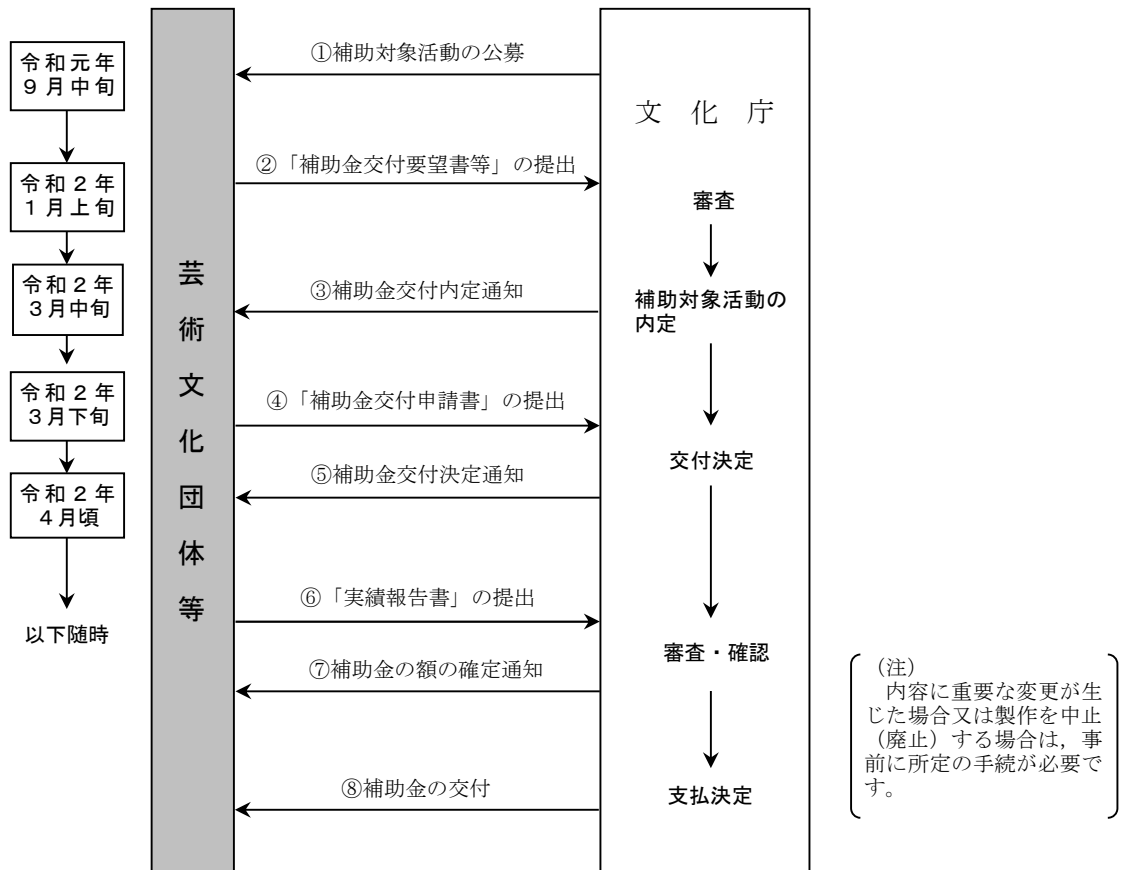 令和元年
９月中旬
令和２年
１月上旬
令和２年
３月中旬
令和２年
３月下旬
令和２年
４月頃
以下随時
芸術文化団体等
①補助対象活動の公募
②「補助金交付要望書等」の提出
③補助金交付内定通知
④「補助金交付申請書」の提出
⑤補助金交付決定通知
⑥「実績報告書」の提出
⑦補助金の額の確定通知
⑧補助金の交付
文　化　庁
審査
補助対象活動の
内定
交付決定
審査・確認
支払決定
（注）
内容に重要な変更が生
じた場合又は製作を中止
（廃止）する場合は，事
前に所定の手続が必要で
す。